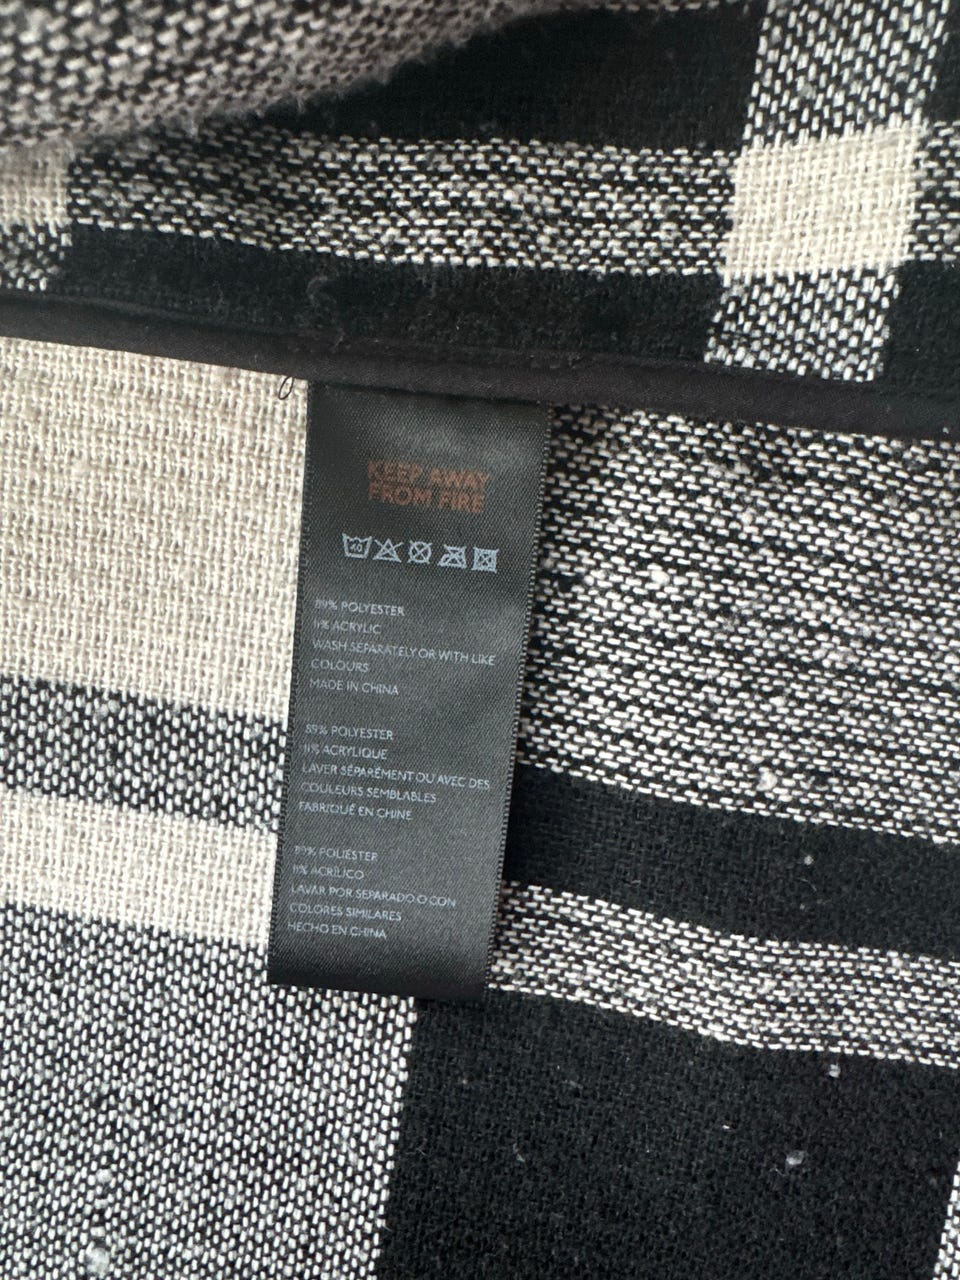 KEEP AWAY
FROM FIRE
40
89% POLYESTER
11% ACRYLIC
WASH SEPARATELY OR WITH LIKE
COLOURS
MADE IN CHINA
89% POLYESTER
11% ACRYLIQUE
LAVER SÉPARÉMENT OU AVEC DES
COULEURS SEMBLABLES
FABRIQUÉ EN CHINE
89% POLIÉSTER
11% ACRÍLICO
LAVAR POR SEPARADO O CON
COLORES SIMILARES
HECHO EN CHINA